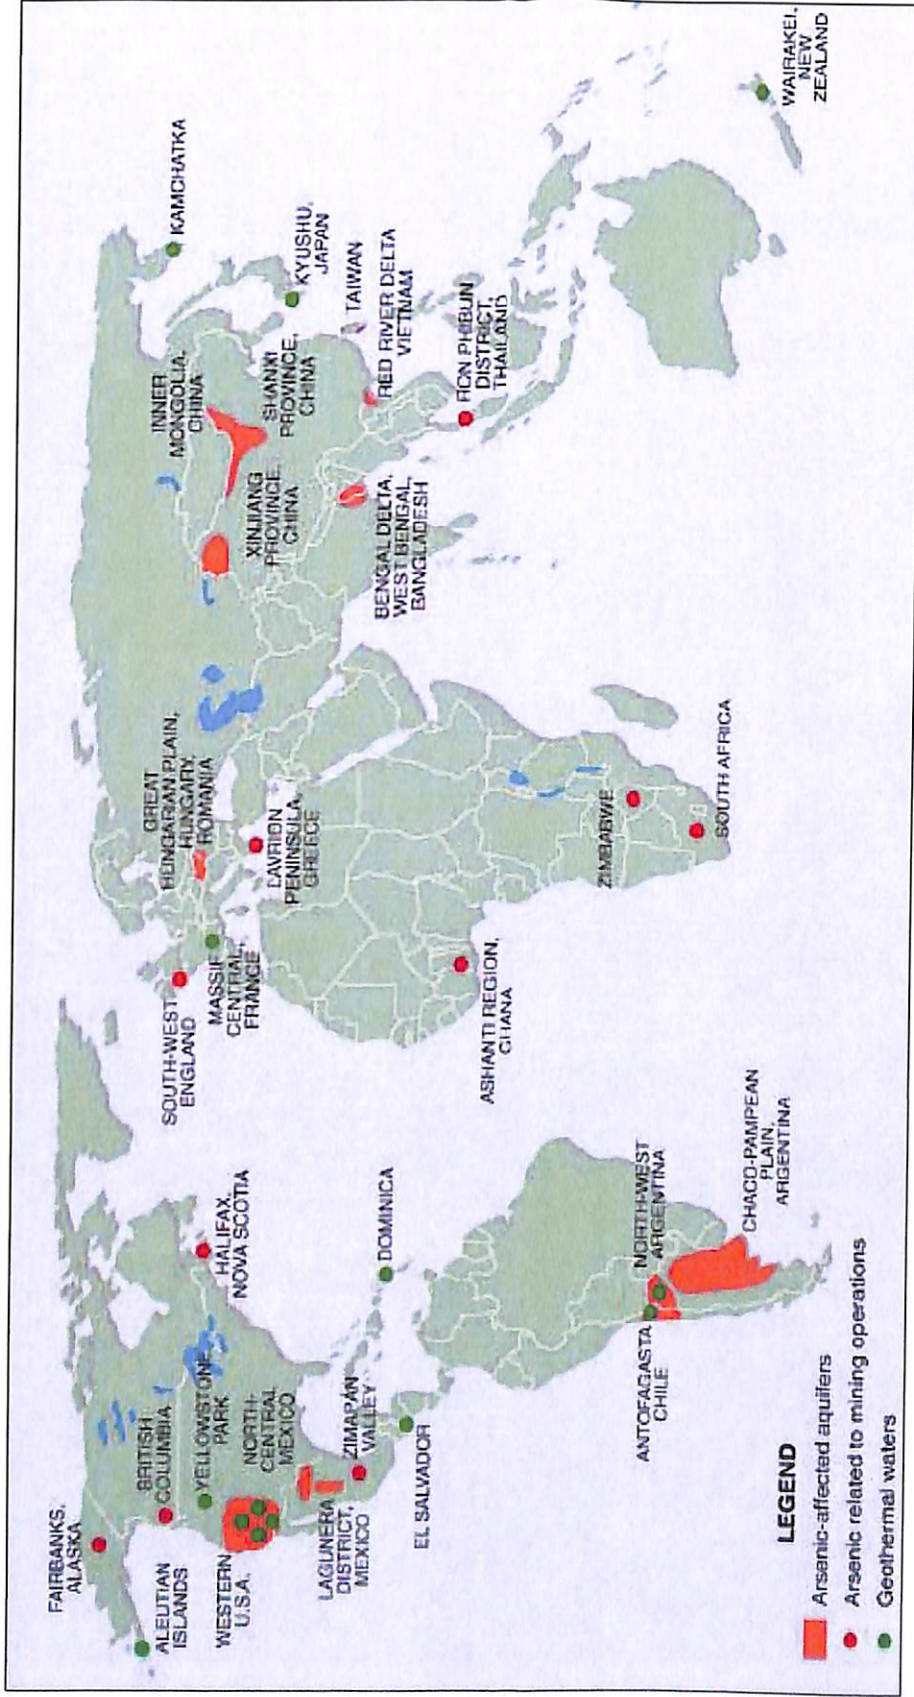 FAIRBANKS,
ALASKA
ALEUTIAN
ISLANDS
BRITISH
COLUMBIA
YELLOWSTONE
PARK
WESTERN
U.S.A.
NORTH-
CENTRAL
MEXICO
LAGUNERA
DISTRICT,
MEXICO
ZIMAPAN
VALLEY
EL SALVADOR
HALIFAX,
NOVA SCOTIA
DOMINICA
ANTOFAGASTA
CHILE
NORTH-WEST
ARGENTINA
CHACO-PAMPEAN
PLAIN,
ARGENTINA
SOUTH-WEST
ENGLAND
MASSIF
CENTRAL,
FRANCE
GREAT
HUNGARIAN PLAIN,
HUNGARY,
ROMANIA
LAVRION
PENINSULA,
GREECE
ASHANTI REGION,
GHANA
ZIMBABWE
SOUTH AFRICA
INNER
MONGOLIA,
CHINA
XINJIANG
PROVINCE,
CHINA
SHANXI
PROVINCE,
CHINA
BENGAL DELTA,
WEST BENGAL,
BANGLADESH
KAMCHATKA
KYUSHU,
JAPAN
TAIWAN
RED RIVER DELTA
VIETNAM
RON PHIBUN
DISTRICT,
THAILAND
WAIRAKEI,
NEW
ZEALAND
LEGEND
Arsenic-affected aquifers
Arsenic related to mining operations
Geothermal waters